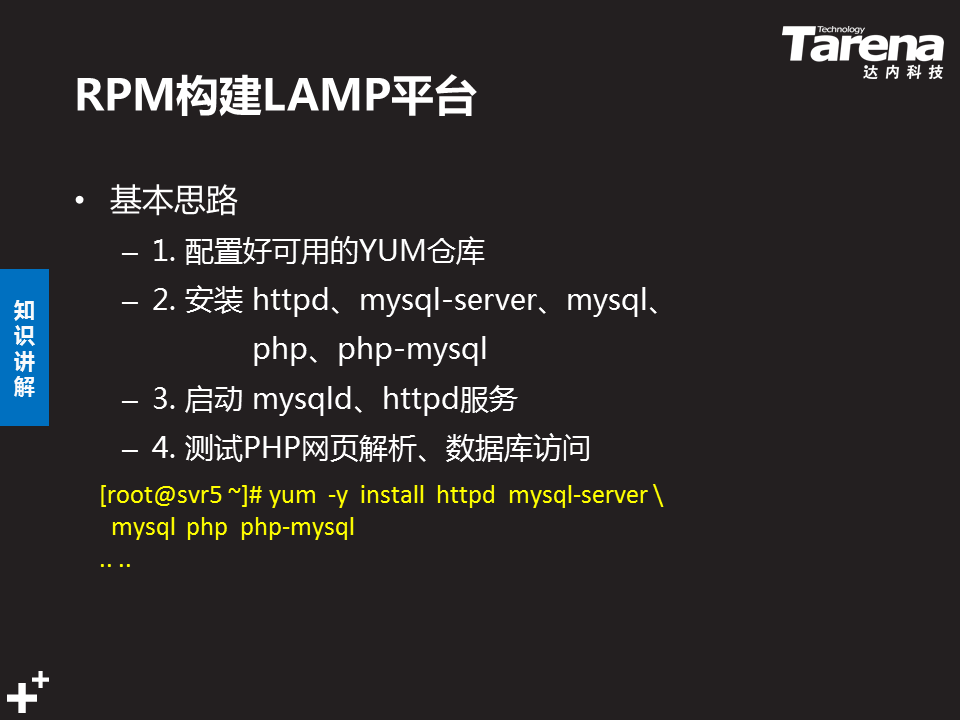 Technology
Tarena
达内科技
RPM构建LAMP平台
• 基本思路
– 1. 配置好可用的YUM仓库
– 2. 安装 httpd、mysql-server、mysql、
php、php-mysql
– 3. 启动 mysqld、httpd服务
– 4. 测试PHP网页解析、数据库访问
知识讲解
[root@svr5 ~]# yum -y install httpd mysql-server \
mysql php php-mysql
.. ..